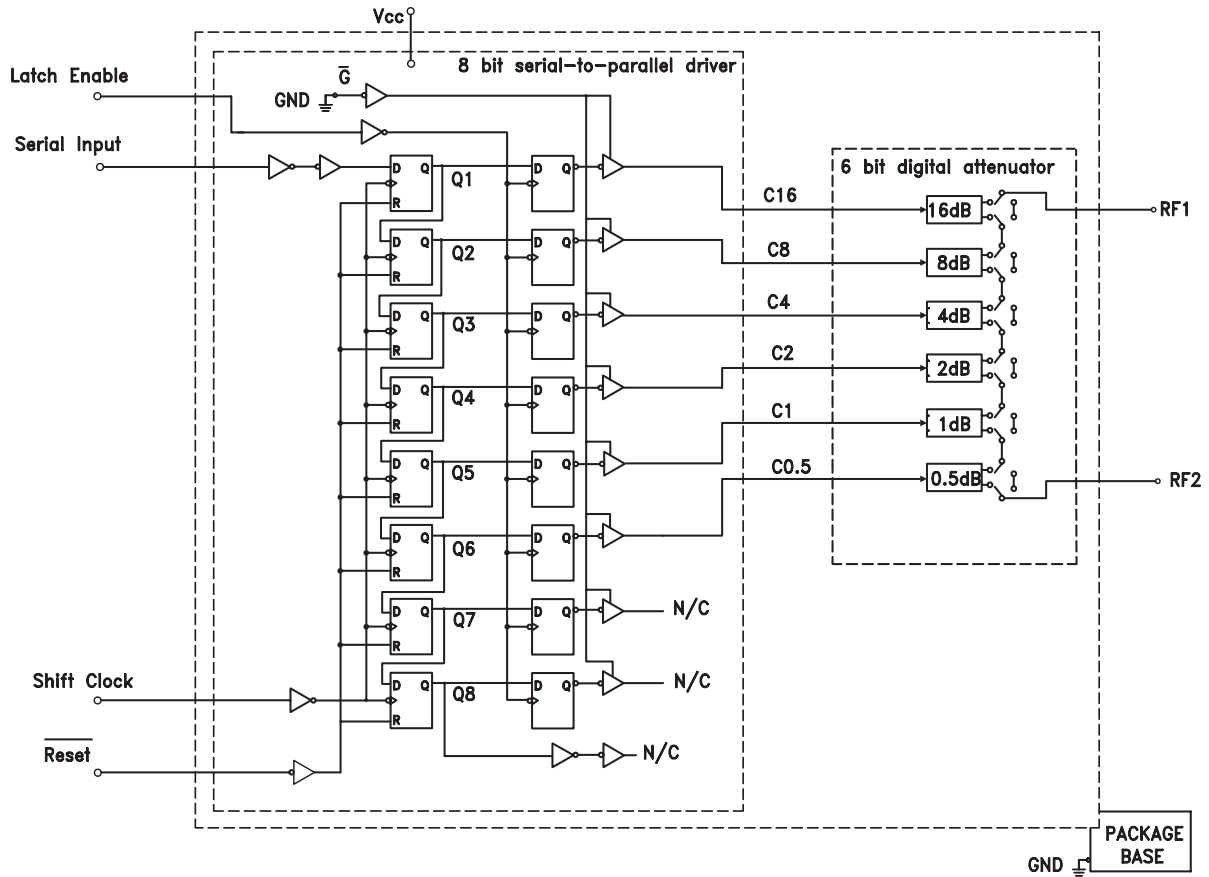 Vcc
8 bit serial-to-parallel driver
Latch Enable
G
GND
Serial Input
6 bit digital attenuator
D Q
Q1
R
D Q
C16
16dB
RF1
D Q
Q2
R
D Q
C8
8dB
D Q
Q3
R
D Q
C4
4dB
D Q
Q4
R
D Q
C2
2dB
D Q
Q5
R
D Q
C1
1dB
D Q
Q6
R
D Q
C0.5
0.5dB
RF2
D Q
Q7
R
D Q
N/C
D Q
Q8
R
D Q
N/C
Shift Clock
Reset
N/C
PACKAGE
BASE
GND